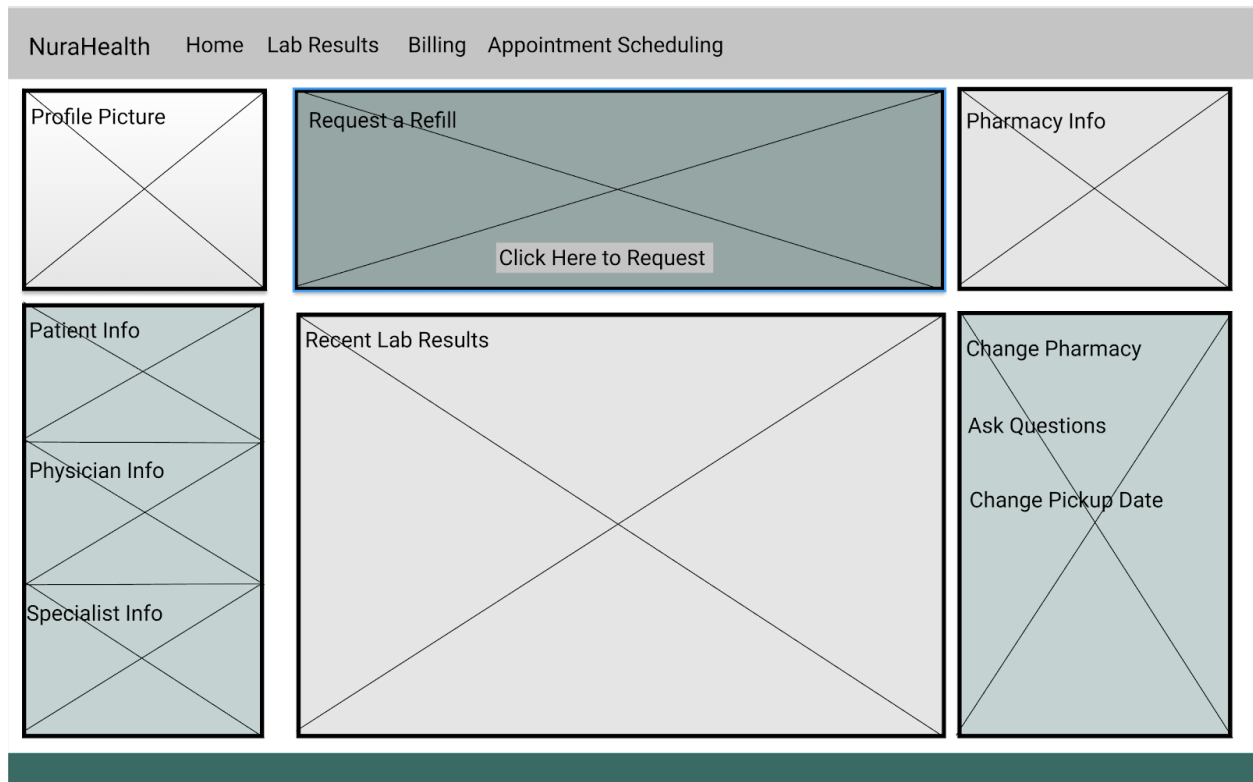 NuraHealth Home Lab Results Billing Appointment Scheduling
Profile Picture
Request a Refill
Click Here to Request
Pharmacy Info
Patient Info
Physician Info
Specialist Info
Recent Lab Results
Change Pharmacy
Ask Questions
Change Pickup Date